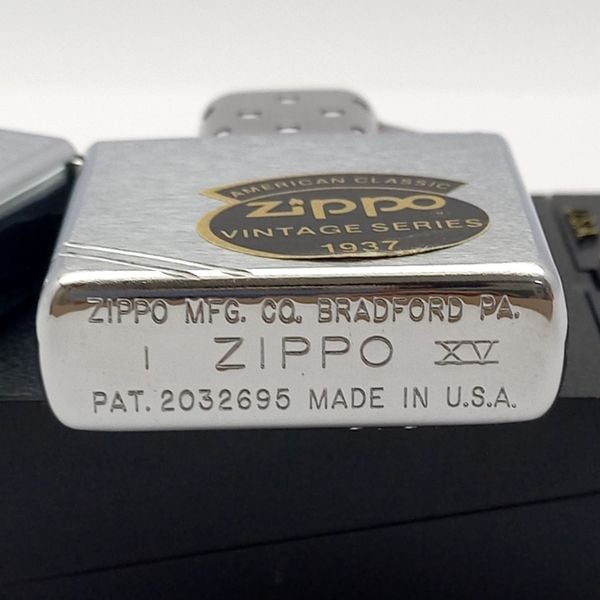 AMERICAN CLASSIC
Zippo
VINTAGE SERIES
1937
ZIPPO MFG. CO. BRADFORD PA.
I ZIPPO XV
PAT. 2032695 MADE IN U.S.A.